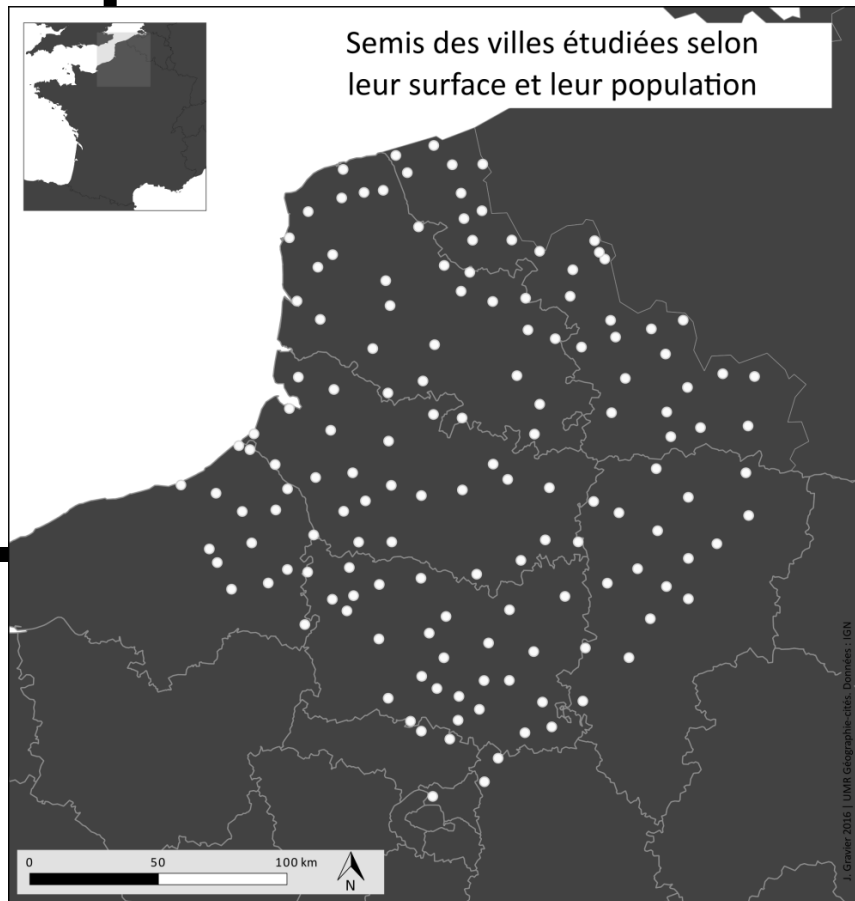 Semis des villes étudiées selon
leur surface et leur population
J. Gravier 2016 | UMR Géographie-cités. Données : IGN
0 50 100 km
N